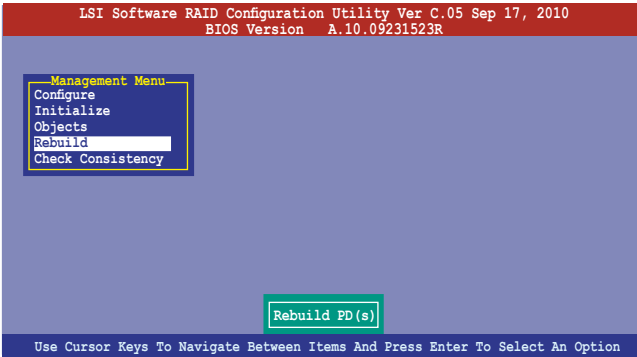 LSI Software RAID Configuration Utility Ver C.05 Sep 17, 2010
BIOS Version A.10.09231523R
Management Menu
Configure
Initialize
Objects
Rebuild
Check Consistency
Rebuild PD(s)
Use Cursor Keys To Navigate Between Items And Press Enter To Select An Option